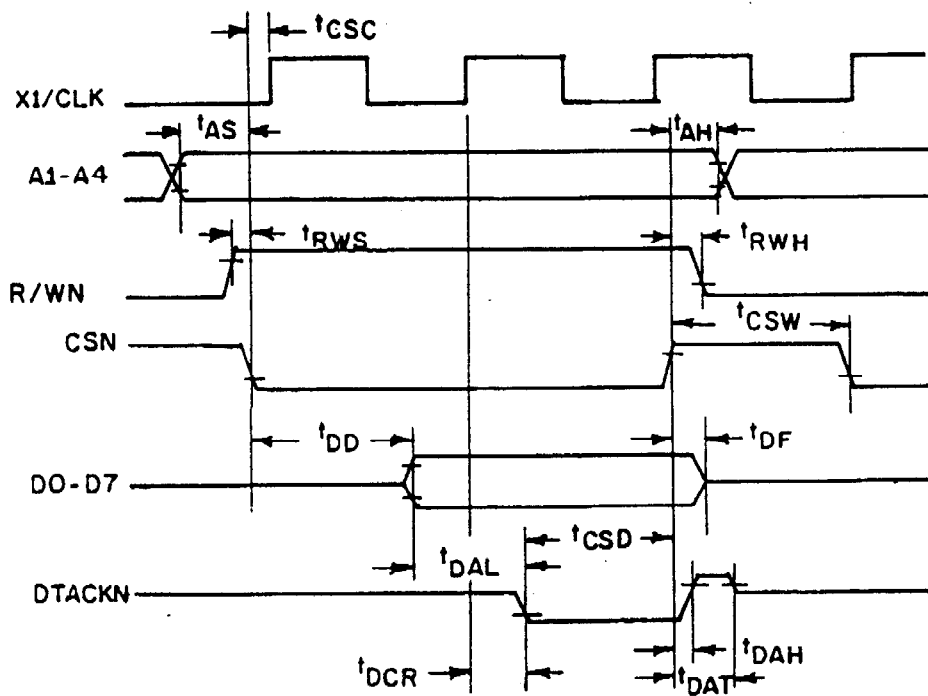 tCSC
X1/CLK
tAS
tAH
A1-A4
tRWS
tRWH
R/WN
tCSW
CSN
tDD
tDF
D0-D7
tCSD
tDAL
DTACKN
tDCR
tDAH
tDAT